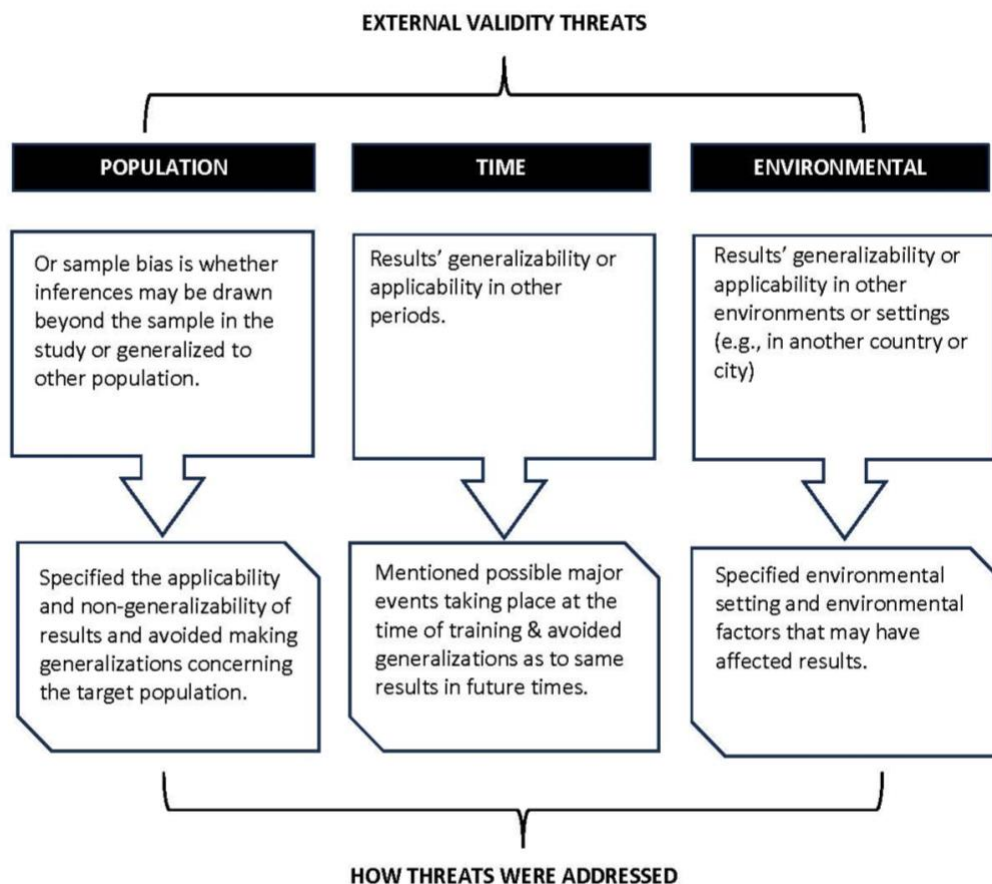 EXTERNAL VALIDITY THREATS
POPULATION
TIME
ENVIRONMENTAL
Or sample bias is whether
inferences may be drawn
beyond the sample in the
study or generalized to
other population.
Results’ generalizability or
applicability in other
periods.
Results’ generalizability or
applicability in other
environments or settings
(e.g., in another country or
city)
Specified the applicability
and non-generalizability of
results and avoided making
generalizations concerning
the target population.
Mentioned possible major
events taking place at the
time of training & avoided
generalizations as to same
results in future times.
Specified environmental
setting and environmental
factors that may have
affected results.
HOW THREATS WERE ADDRESSED